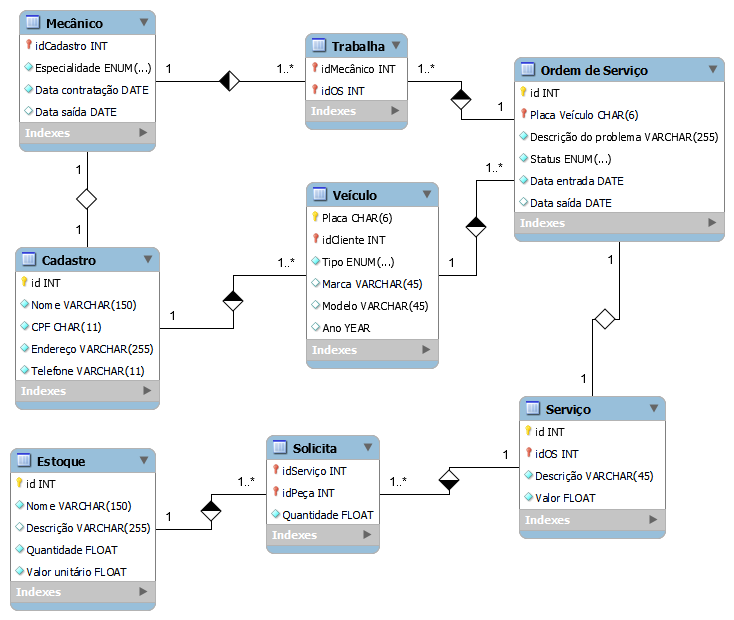 Mecânico
idCadastro INT
Especialidade ENUM(...)
Data contratação DATE
Data saída DATE
Indexes
1
1..*
Trabalha
idMecânico INT
idOS INT
Indexes
1..*
1
Ordem de Serviço
id INT
Placa Veículo CHAR(6)
Descrição do problema VARCHAR(255)
Status ENUM(...)
Data entrada DATE
Data saída DATE
Indexes
1
1
Cadastro
id INT
Nome VARCHAR(150)
CPF CHAR(11)
Endereço VARCHAR(255)
Telefone VARCHAR(11)
Indexes
1
1..*
Veículo
Placa CHAR(6)
idCliente INT
Tipo ENUM(...)
Marca VARCHAR(45)
Modelo VARCHAR(45)
Ano YEAR
Indexes
1
1..*
1
1
Estoque
id INT
Nome VARCHAR(150)
Descrição VARCHAR(255)
Quantidade FLOAT
Valor unitário FLOAT
Indexes
1
1..*
Solicita
idServiço INT
idPeça INT
Quantidade FLOAT
Indexes
1..*
1
Serviço
id INT
idOS INT
Descrição VARCHAR(45)
Valor FLOAT
Indexes